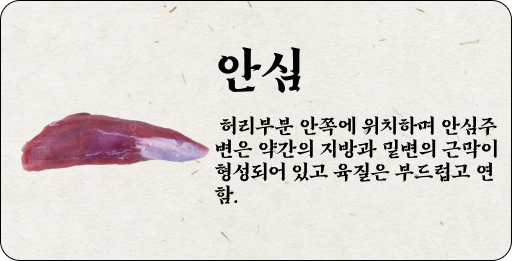 안심
허리부분 안쪽에 위치하며 안심주
변은 약간의 지방과 밑변의 근막이
형성되어 있고 육질은 부드럽고 연
함.